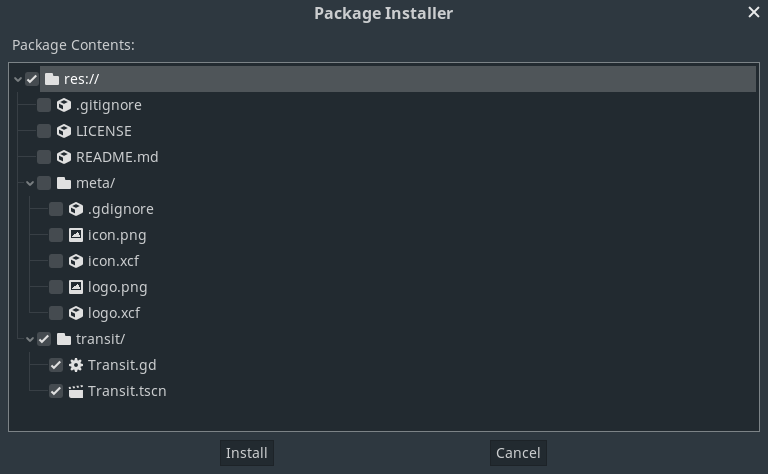 Package Installer
Package Contents:
res://
.gitignore
LICENSE
README.md
meta/
.gdignore
icon.png
icon.xcf
logo.png
logo.xcf
transit/
Transit.gd
Transit.tscn
Install Cancel